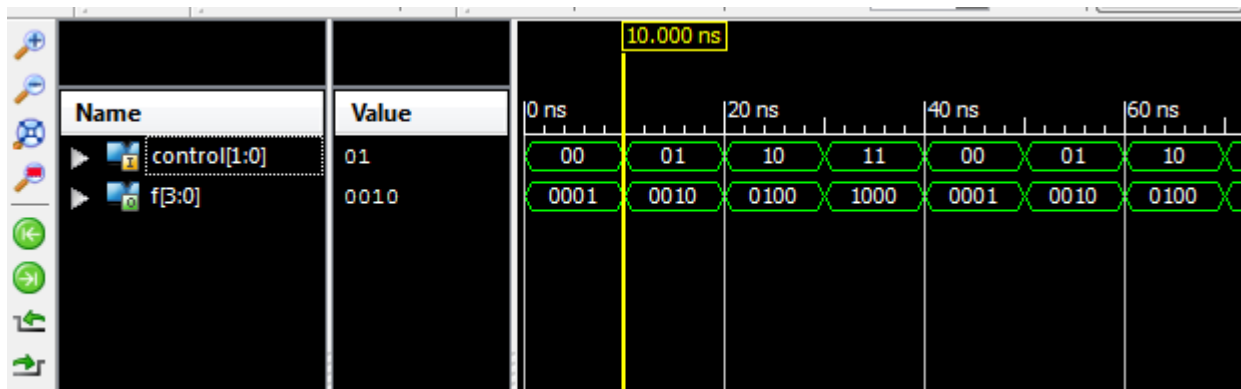 10.000 ns
Name Value 0 ns 20 ns 40 ns 60 ns
control[1:0] 01 00 01 10 11 00 01 10
f[3:0] 0010 0001 0010 0100 1000 0001 0010 0100